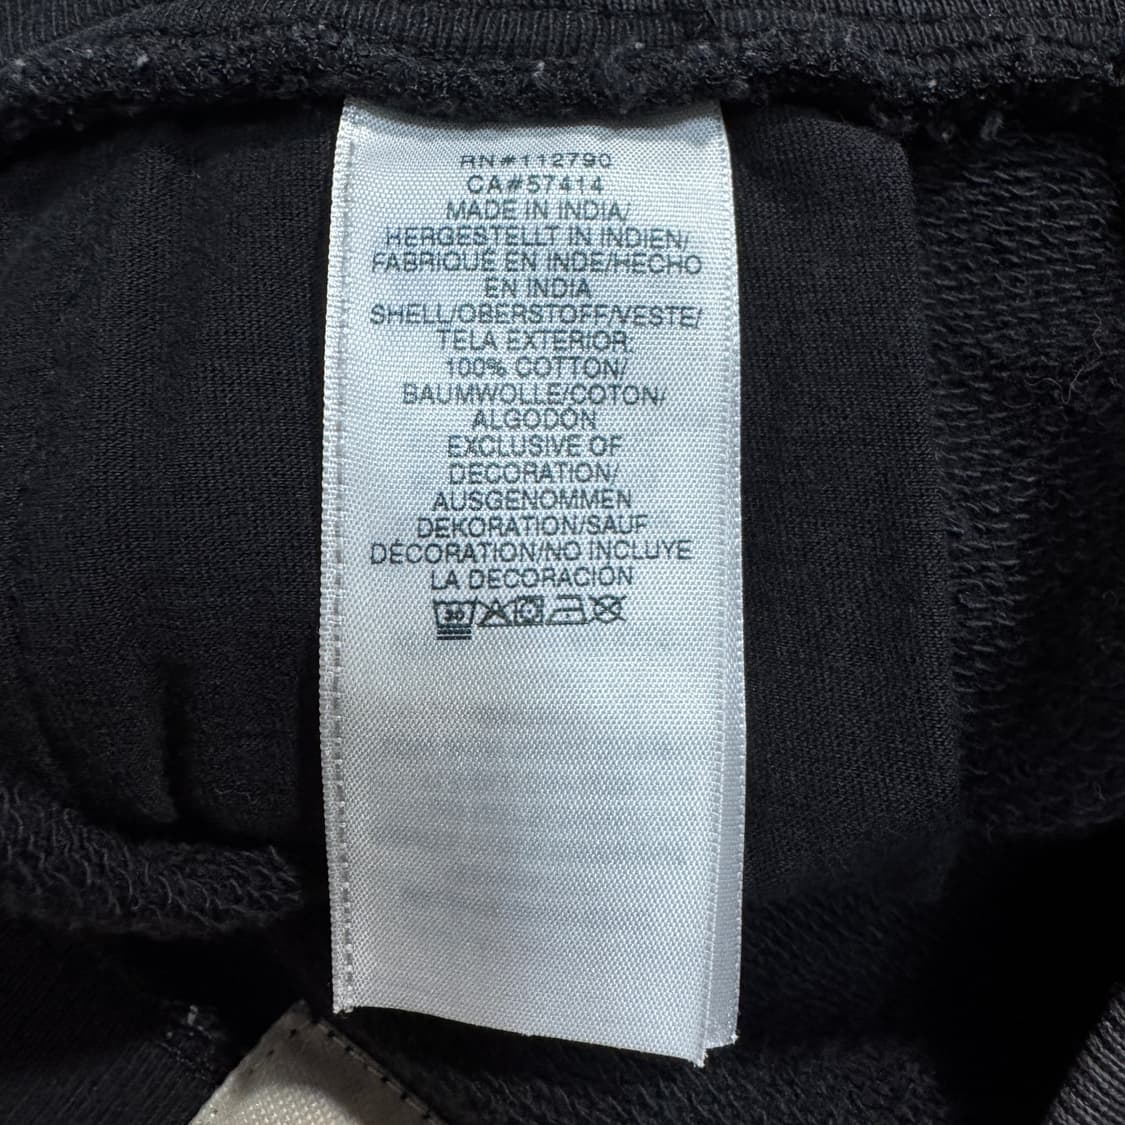 RN#112790
CA#57414
MADE IN INDIA/
HERGESTELLT IN INDIEN/
FABRIQUÉ EN INDE/HECHO
EN INDIA
SHELL/OBERSTOFF/VESTE/
TELA EXTERIOR:
100% COTTON/
BAUMWOLLE/COTON/
ALGODÓN
EXCLUSIVE OF
DECORATION/
AUSGENOMMEN
DEKORATION/SAUF
DÉCORATION/NO INCLUYE
LA DECORACIÓN
30